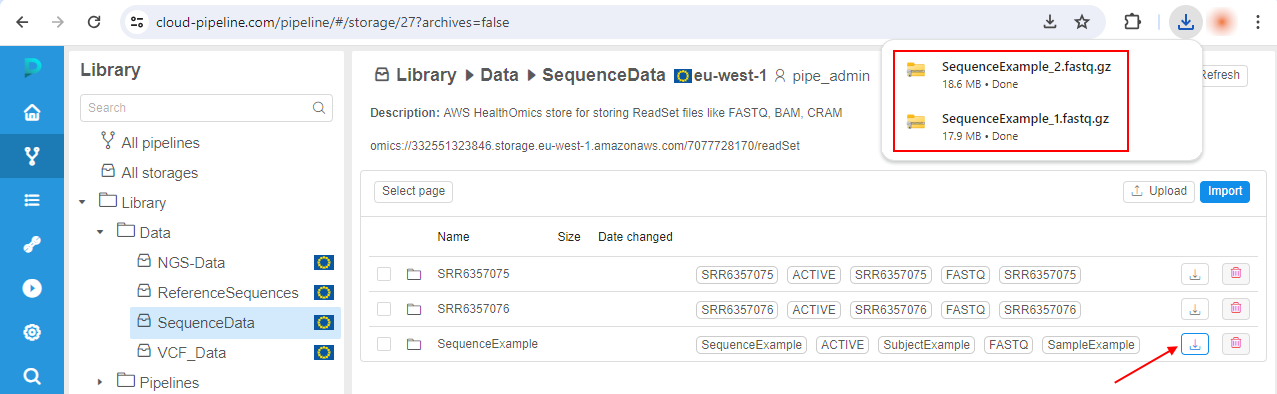 cloud-pipeline.com/pipeline/#/storage/27?archives=false
SequenceExample_2.fastq.gz
18.6 MB • Done
SequenceExample_1.fastq.gz
17.9 MB • Done
Library
Search
All pipelines
All storages
Library
Data
NGS-Data
ReferenceSequences
SequenceData
VCF_Data
Pipelines
Library Data SequenceData eu-west-1 pipe_admin
Refresh
Description: AWS HealthOmics store for storing ReadSet files like FASTQ, BAM, CRAM
omics://332551323846.storage.eu-west-1.amazonaws.com/7077728170/readSet
Select page Upload Import
Name Size Date changed
SRR6357075 SRR6357075 ACTIVE SRR6357075 FASTQ SRR6357075
SRR6357076 SRR6357076 ACTIVE SRR6357076 FASTQ SRR6357076
SequenceExample SequenceExample ACTIVE SubjectExample FASTQ SampleExample